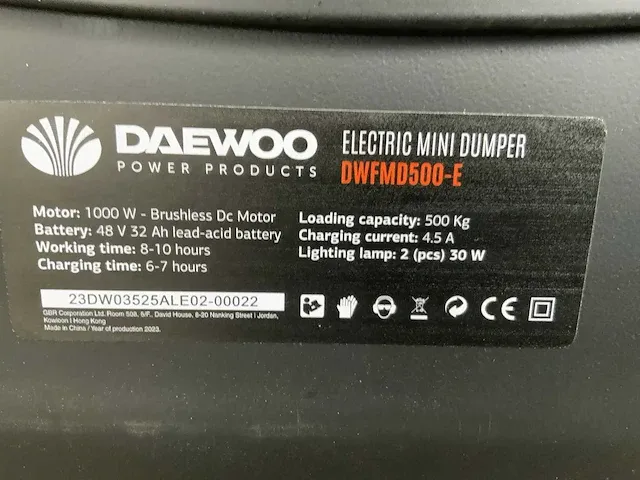 DAEWOO
POWER PRODUCTS
ELECTRIC MINI DUMPER
DWFMD500-E
Motor: 1000 W - Brushless Dc Motor
Battery: 48 V 32 Ah lead-acid battery
Working time: 8-10 hours
Charging time: 6-7 hours
Loading capacity: 500 Kg
Charging current: 4.5 A
Lighting lamp: 2 (pcs) 30 W
23DW03525ALE02-00022
GBR Corporation Ltd. Room 508, 5/F., David House, 8-20 Nanking Street I Jordan,
Kowloon I Hong Kong
Made in China / Year of production 2023.
CE